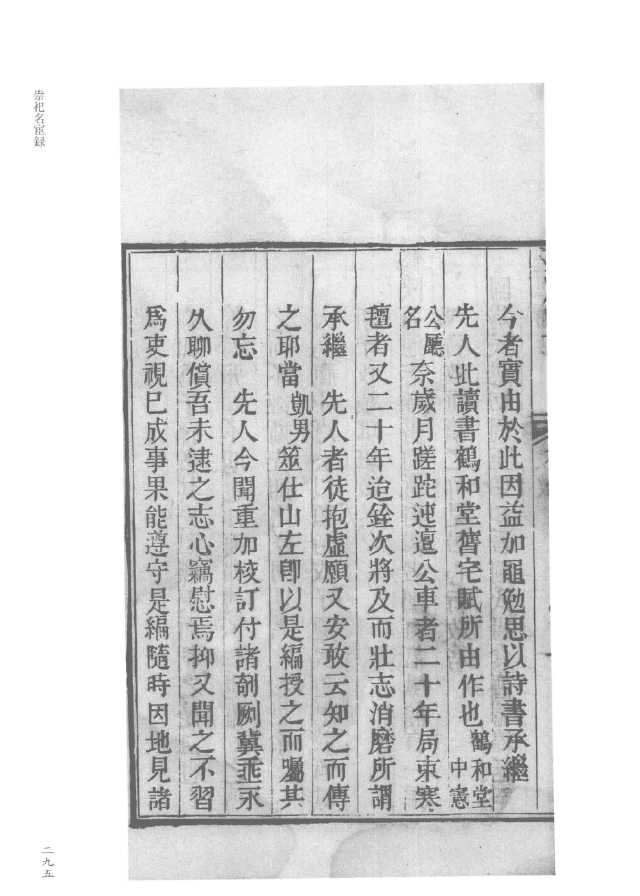 今者實由於此因益加黽勉思以詩書承繼
先人此讀書鶴和堂舊宅賦所由作也鶴和堂中憲
公廳名奈歲月蹉跎迍邅公車者二十年局束寒
氊者又二十年迨銓次將及而壯志消磨所謂
承繼　先人者徒抱虛願又安敢云知之而傳
之耶當凱男筮仕山左卽以是編授之而囑其
勿忘　先人今聞重加校訂付諸剞劂冀垂永
久聊償吾未逮之志心竊慰焉抑又聞之不習
爲吏視已成事果能遵守是編隨時因地見諸
崇祀名宦録
二九五